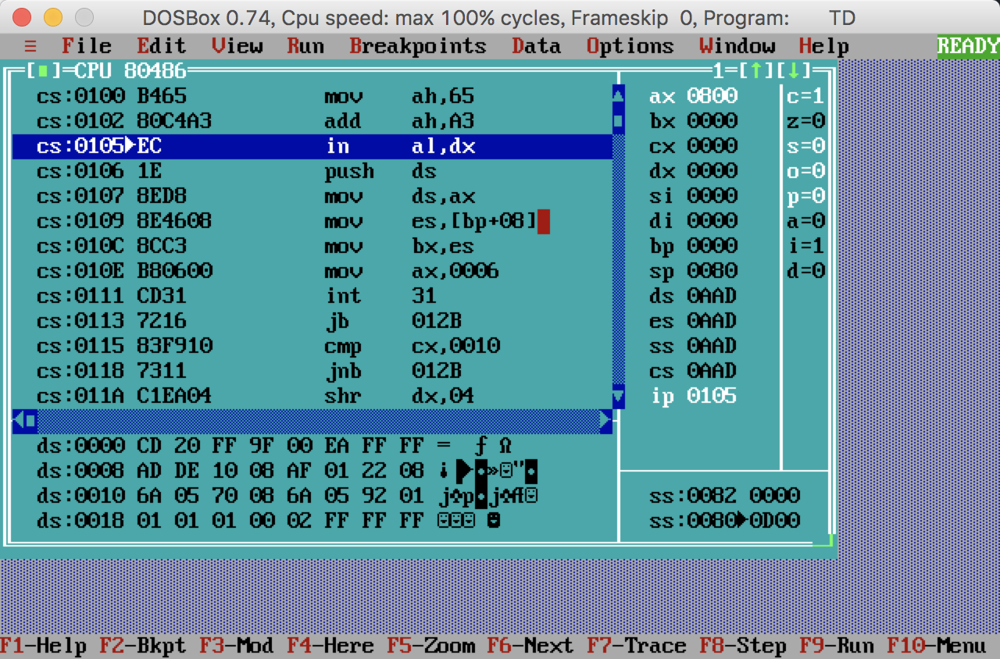 DOSBox 0.74, Cpu speed: max 100% cycles, Frameskip 0, Program: TD
≡ File Edit View Run Breakpoints Data Options Window Help READY
[■]=CPU 80486 1=[↑][↓]
cs:0100 B465 mov ah,65 ax 0800 c=1
cs:0102 80C4A3 add ah,A3 bx 0000 z=0
cs:0105►EC in al,dx cx 0000 s=0
cs:0106 1E push ds dx 0000 o=0
cs:0107 8ED8 mov ds,ax si 0000 p=0
cs:0109 8E4608 mov es,[bp+08] di 0000 a=0
cs:010C 8CC3 mov bx,es bp 0000 i=1
cs:010E B80600 mov ax,0006 sp 0080 d=0
cs:0111 CD31 int 31 ds 0AAD
cs:0113 7216 jb 012B es 0AAD
cs:0115 83F910 cmp cx,0010 ss 0AAD
cs:0118 7311 jnb 012B cs 0AAD
cs:011A C1EA04 shr dx,04 ip 0105
ds:0000 CD 20 FF 9F 00 EA FF FF = ƒ Ω
ds:0008 AD DE 10 08 AF 01 22 08 ¡▐►◘»☺"◘
ds:0010 6A 05 70 08 6A 05 92 01 j♣p◘j♣Æ☺ ss:0082 0000
ds:0018 01 01 01 00 02 FF FF FF ☺☺☺ ☻ ss:0080►0D00
F1-Help F2-Bkpt F3-Mod F4-Here F5-Zoom F6-Next F7-Trace F8-Step F9-Run F10-Menu